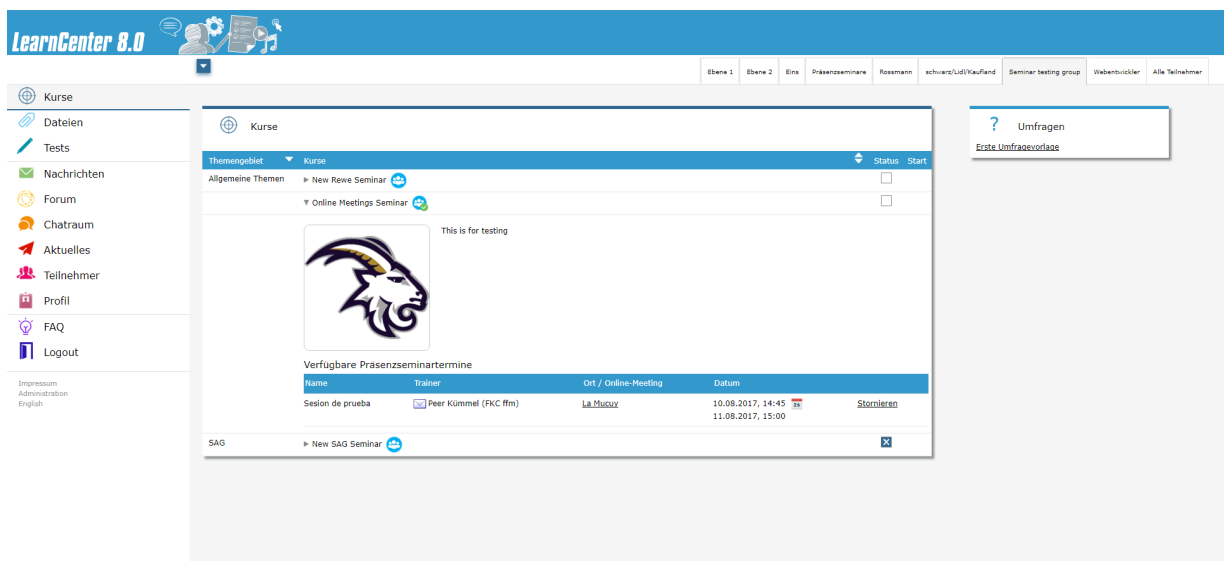 LearnCenter 8.0
Ebene 1 Ebene 2 Eins Präsenzseminare Rossmann schwarz/Lidl/Kaufland Seminar testing group Webentwickler Alle Teilnehmer
Kurse
Dateien
Tests
Nachrichten
Forum
Chatraum
Aktuelles
Teilnehmer
Profil
FAQ
Logout
Impressum
Administration
English
Kurse
Themengebiet Kurse Status Start
Allgemeine Themen New Rewe Seminar
Online Meetings Seminar
This is for testing
Verfügbare Präsenzseminartermine
Name Trainer Ort / Online-Meeting Datum
Sesion de prueba Peer Kümmel (FKC ffm) La Mucuy 10.08.2017, 14:45 Stornieren
11.08.2017, 15:00
SAG New SAG Seminar
? Umfragen
Erste Umfragevorlage